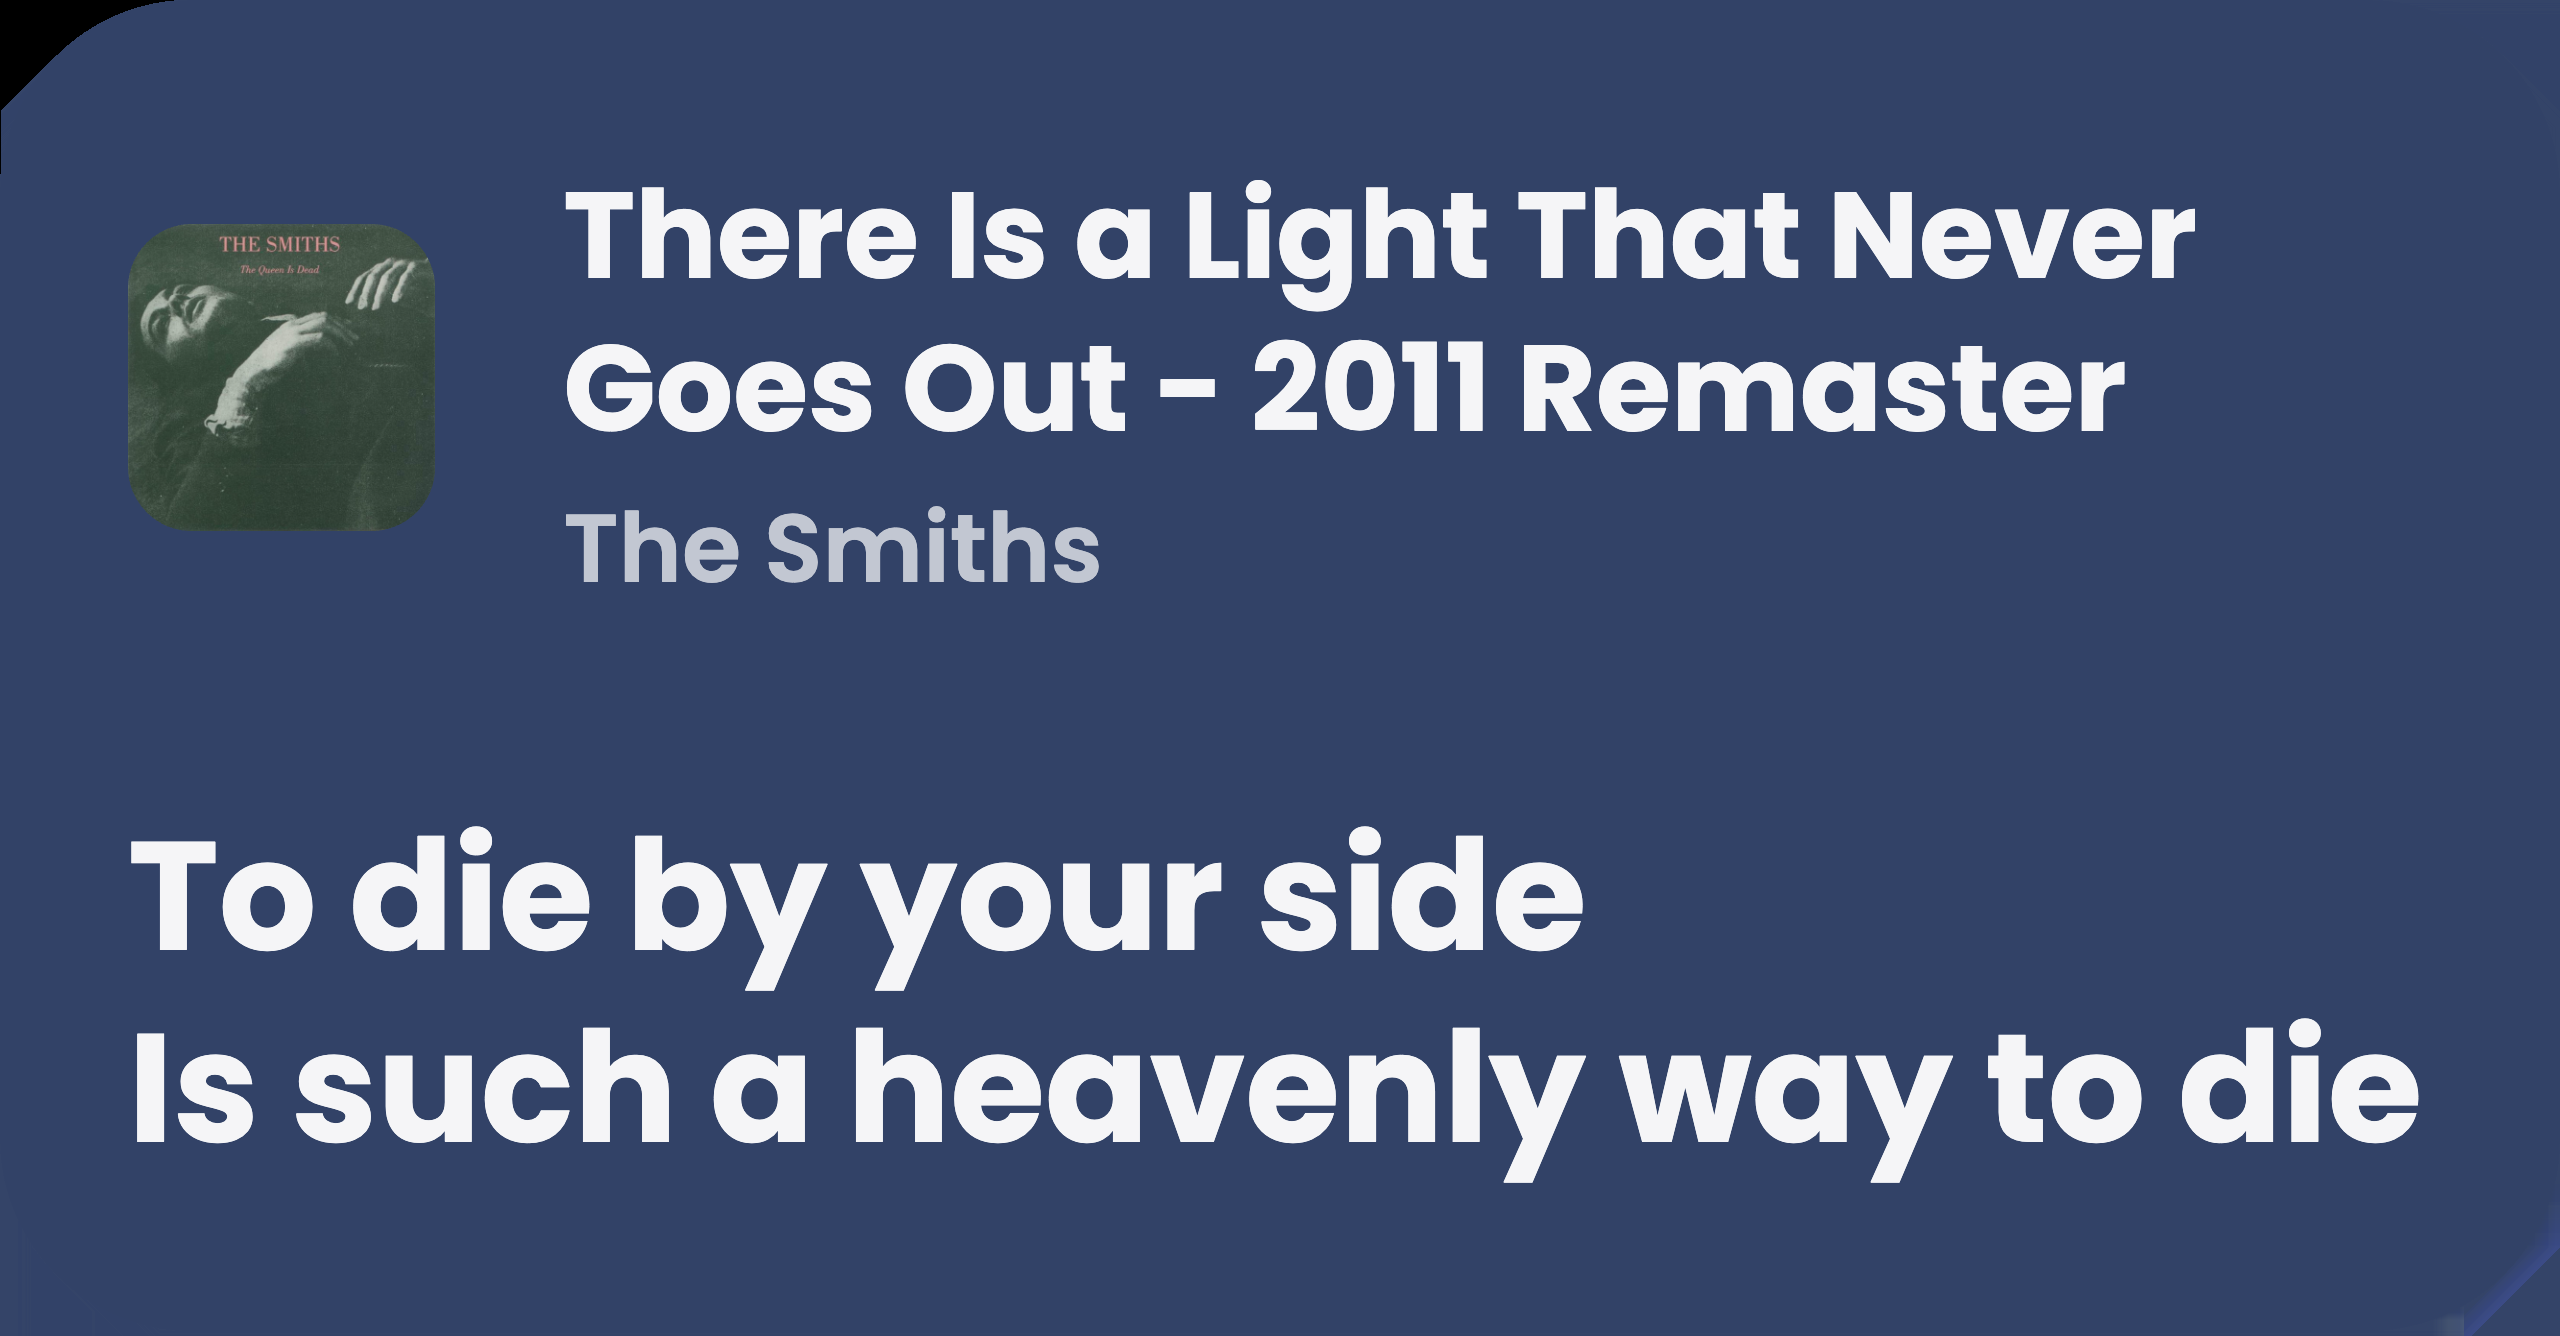 THE SMITHS
The Queen Is Dead
There Is a Light That Never
Goes Out - 2011 Remaster
The Smiths
To die by your side
Is such a heavenly way to die